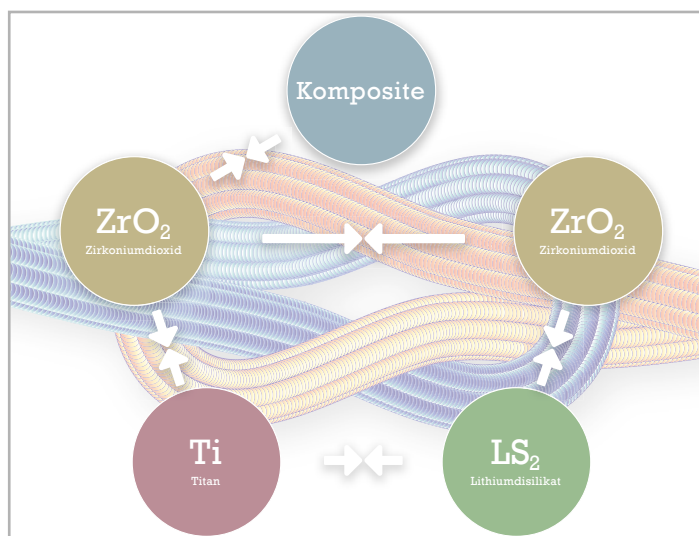 Komposite
ZrO₂
Zirkoniumdioxid
ZrO₂
Zirkoniumdioxid
Ti
Titan
LS₂
Lithiumdisilikat